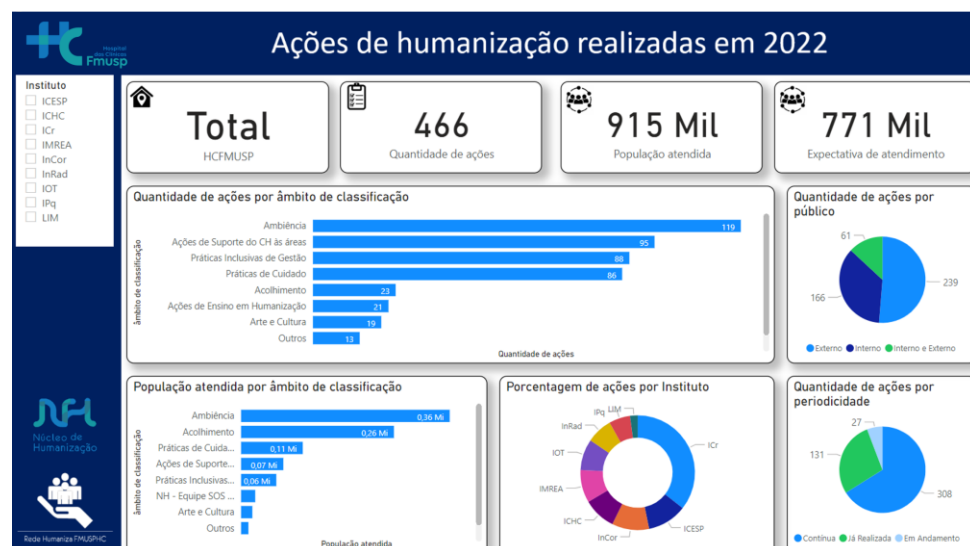 Hospital
das Clínicas
Fmusp
Ações de humanização realizadas em 2022
Instituto
ICESP
ICHC
ICr
IMREA
InCor
InRad
IOT
IPq
LIM
Total
HCFMUSP
466
Quantidade de ações
915 Mil
População atendida
771 Mil
Expectativa de atendimento
Quantidade de ações por âmbito de classificação
âmbito de classificação
Ambiência 119
Ações de Suporte do CH às áreas 95
Práticas Inclusivas de Gestão 88
Práticas de Cuidado 86
Acolhimento 23
Ações de Ensino em Humanização 21
Arte e Cultura 19
Outros 13
Quantidade de ações
Quantidade de ações por
público
61
166
239
Externo Interno Interno e Externo
População atendida por âmbito de classificação
âmbito de classificação
Ambiência 0,36 Mi
Acolhimento 0,26 Mi
Práticas de Cuida... 0,11 Mi
Ações de Suporte... 0,07 Mi
Práticas Inclusivas... 0,06 Mi
NH - Equipe SOS ...
Arte e Cultura
Outros
População atendida
Porcentagem de ações por Instituto
LIM
IPq
InRad
IOT
IMREA
ICHC
InCor
ICESP
ICr
Quantidade de ações por
periodicidade
27
131
308
Contínua Já Realizada Em Andamento
Núcleo de
Humanização
Rede Humaniza FMUSPHC